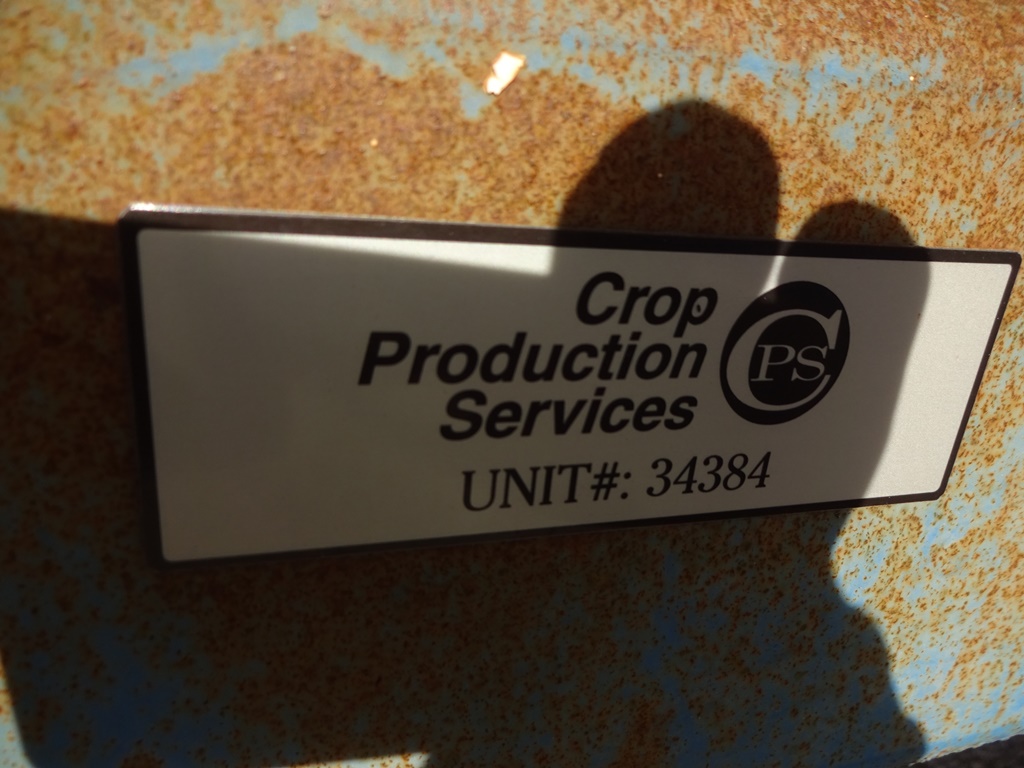 Crop
Production
Services
CPS
UNIT#: 34384